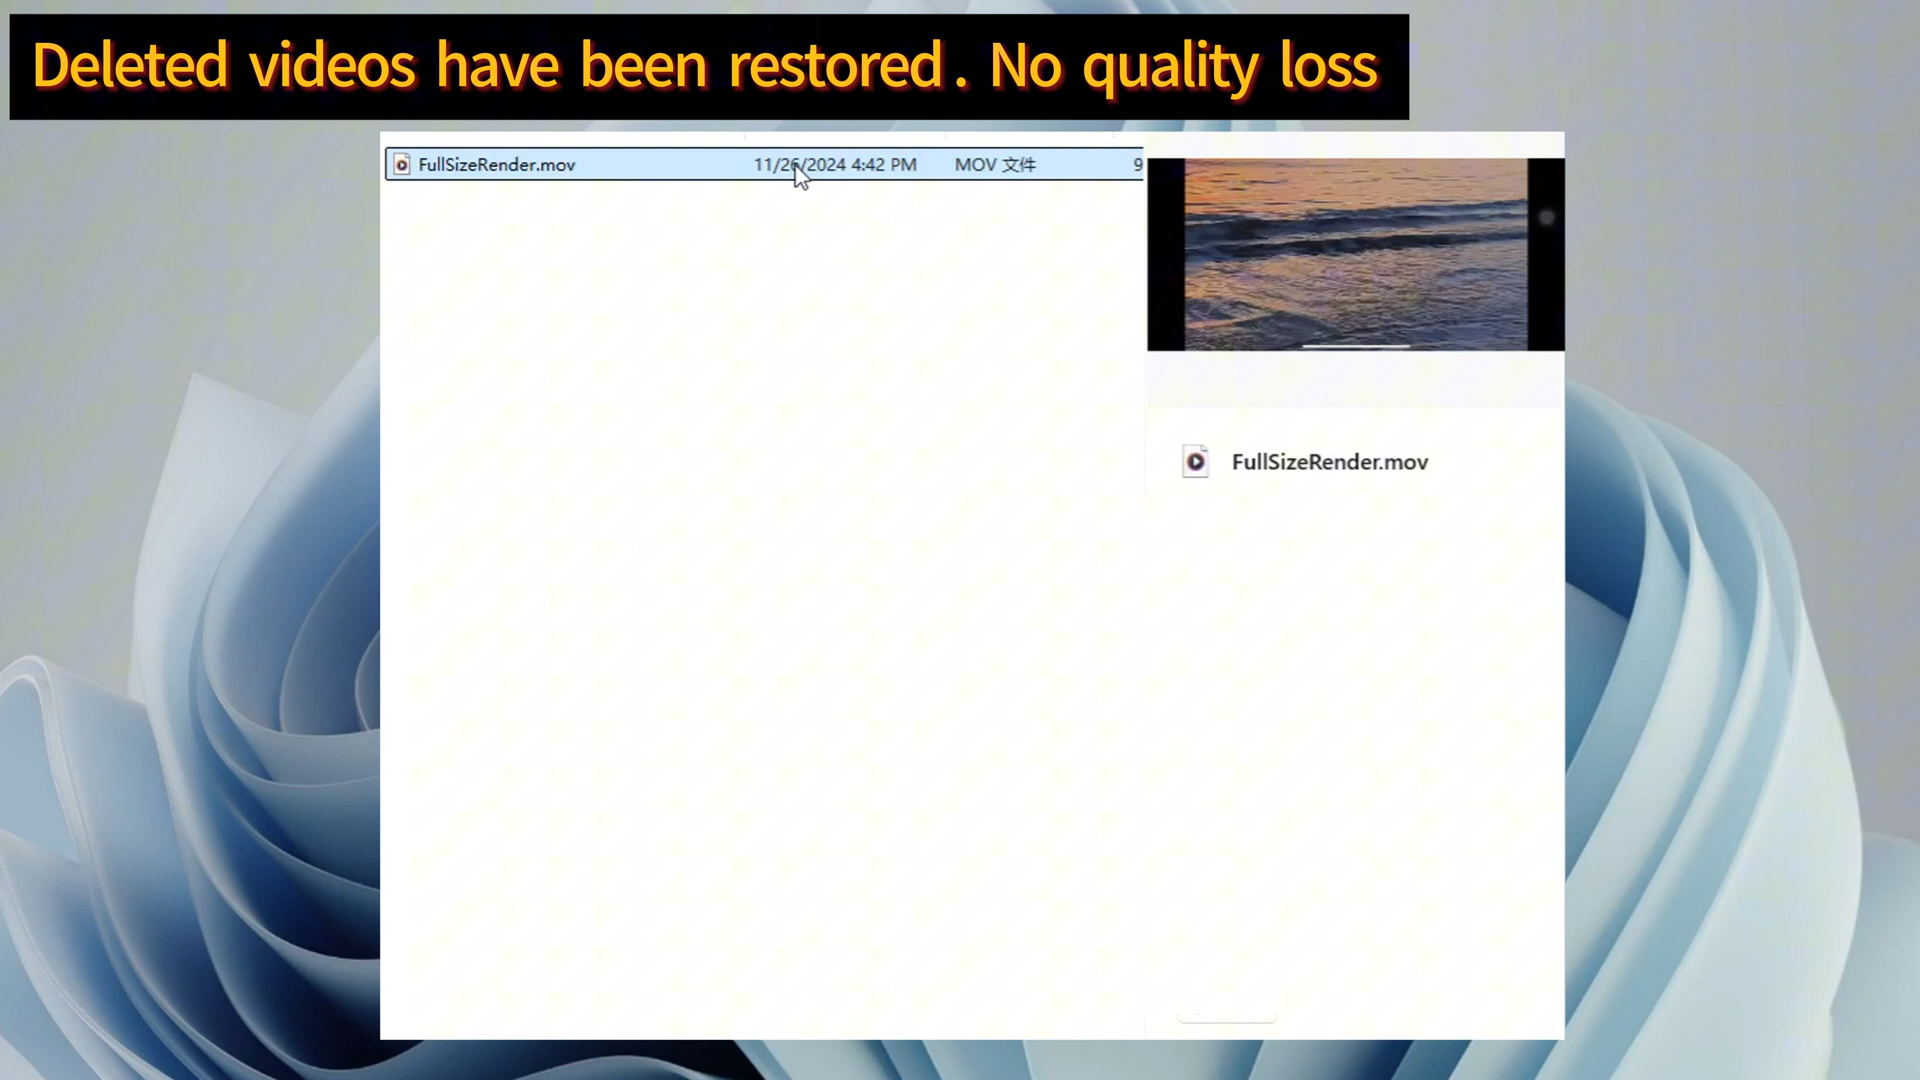 Deleted videos have been restored. No quality loss
FullSizeRender.mov 11/26/2024 4:42 PM MOV 文件 9
FullSizeRender.mov